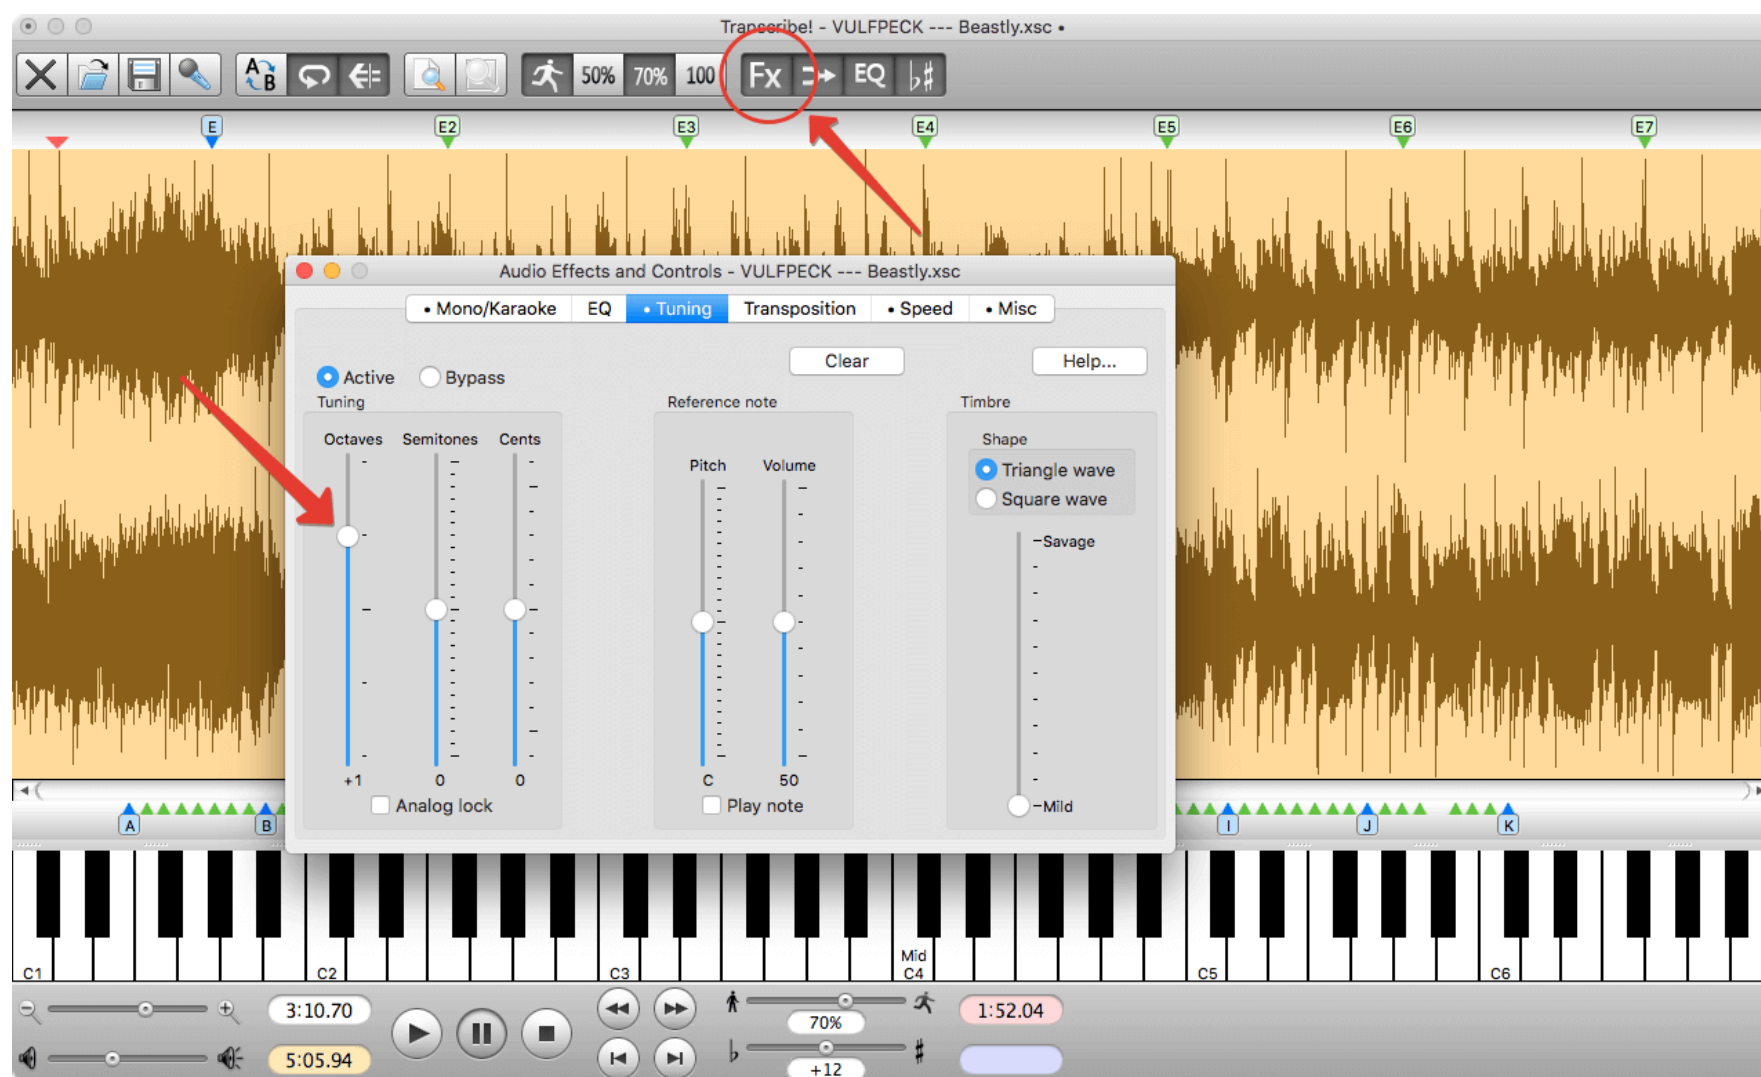 Transcribe! - VULFPECK --- Beastly.xsc •
A B 50% 70% 100 Fx EQ ♭♯
E E2 E3 E4 E5 E6 E7
Audio Effects and Controls - VULFPECK --- Beastly.xsc
• Mono/Karaoke EQ • Tuning Transposition • Speed • Misc
Clear Help...
Active Bypass
Tuning Reference note Timbre
Octaves Semitones Cents Shape
Pitch Volume Triangle wave
Square wave
Savage
+1 0 0 C 50
Analog lock Play note Mild
A B I J K
Mid
C1 C2 C3 C4 C5 C6
3:10.70 70% 1:52.04
♭ ♯
5:05.94 +12